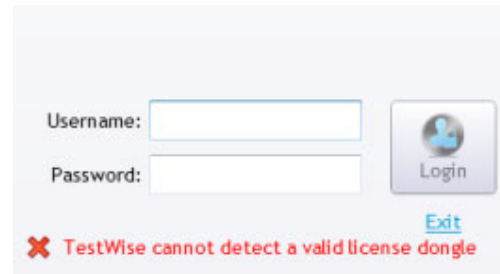 Username:
Password:
Login
Exit
TestWise cannot detect a valid license dongle